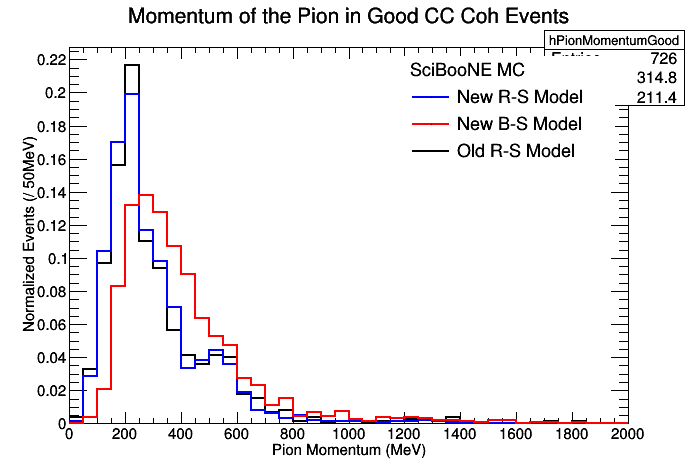 Momentum of the Pion in Good CC Coh Events
hPionMomentumGood
726
314.8
211.4
SciBooNE MC
New R-S Model
New B-S Model
Old R-S Model
Normalized Events (/ 50MeV)
0.22
0.2
0.18
0.16
0.14
0.12
0.1
0.08
0.06
0.04
0.02
0
0 200 400 600 800 1000 1200 1400 1600 1800 2000
Pion Momentum (MeV)